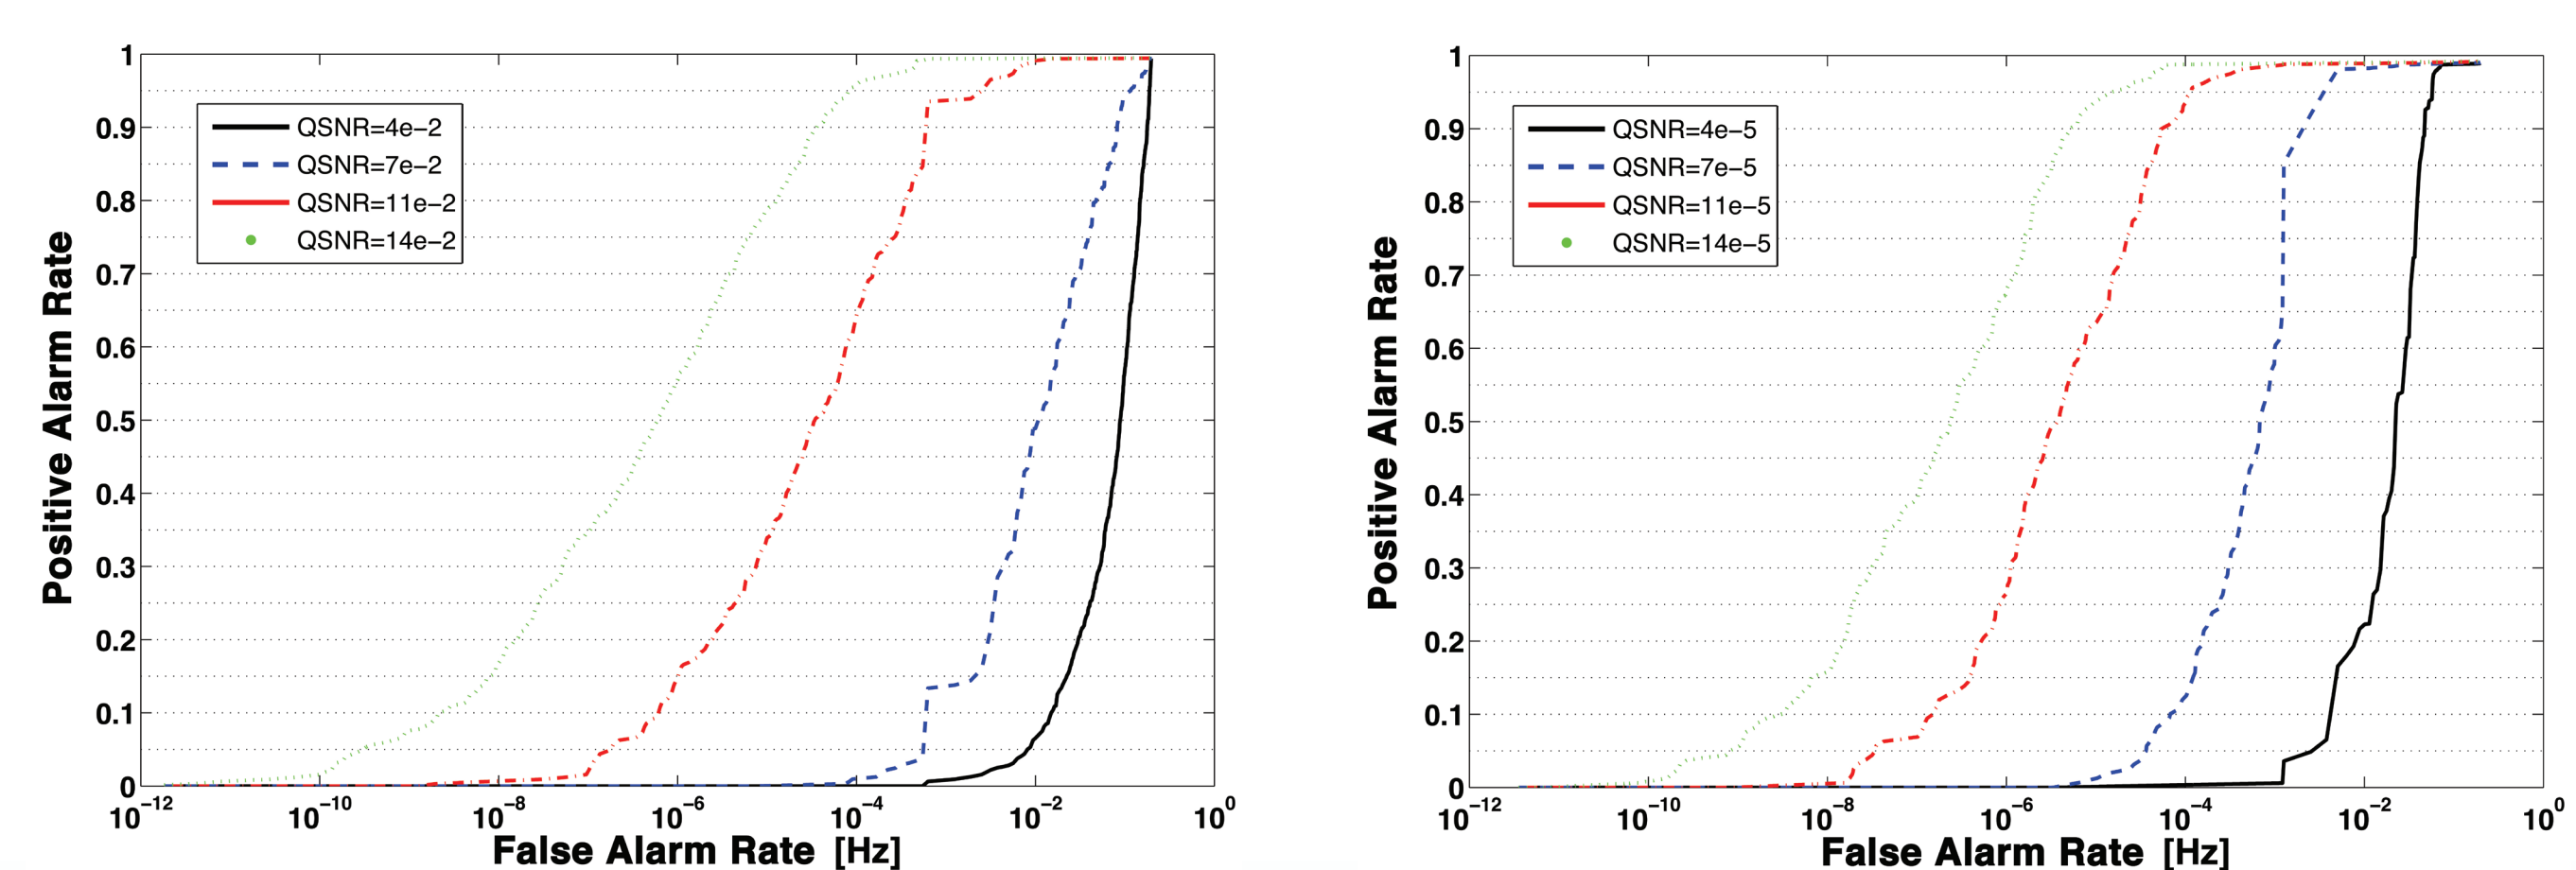 1
0.9
0.8
0.7
0.6
0.5
0.4
0.3
0.2
0.1
0
Positive Alarm Rate
QSNR=4e−2
QSNR=7e−2
QSNR=11e−2
QSNR=14e−2
10−12 10−10 10−8 10−6 10−4 10−2 100
False Alarm Rate [Hz]
1
0.9
0.8
0.7
0.6
0.5
0.4
0.3
0.2
0.1
0
Positive Alarm Rate
QSNR=4e−5
QSNR=7e−5
QSNR=11e−5
QSNR=14e−5
10−12 10−10 10−8 10−6 10−4 10−2 100
False Alarm Rate [Hz]